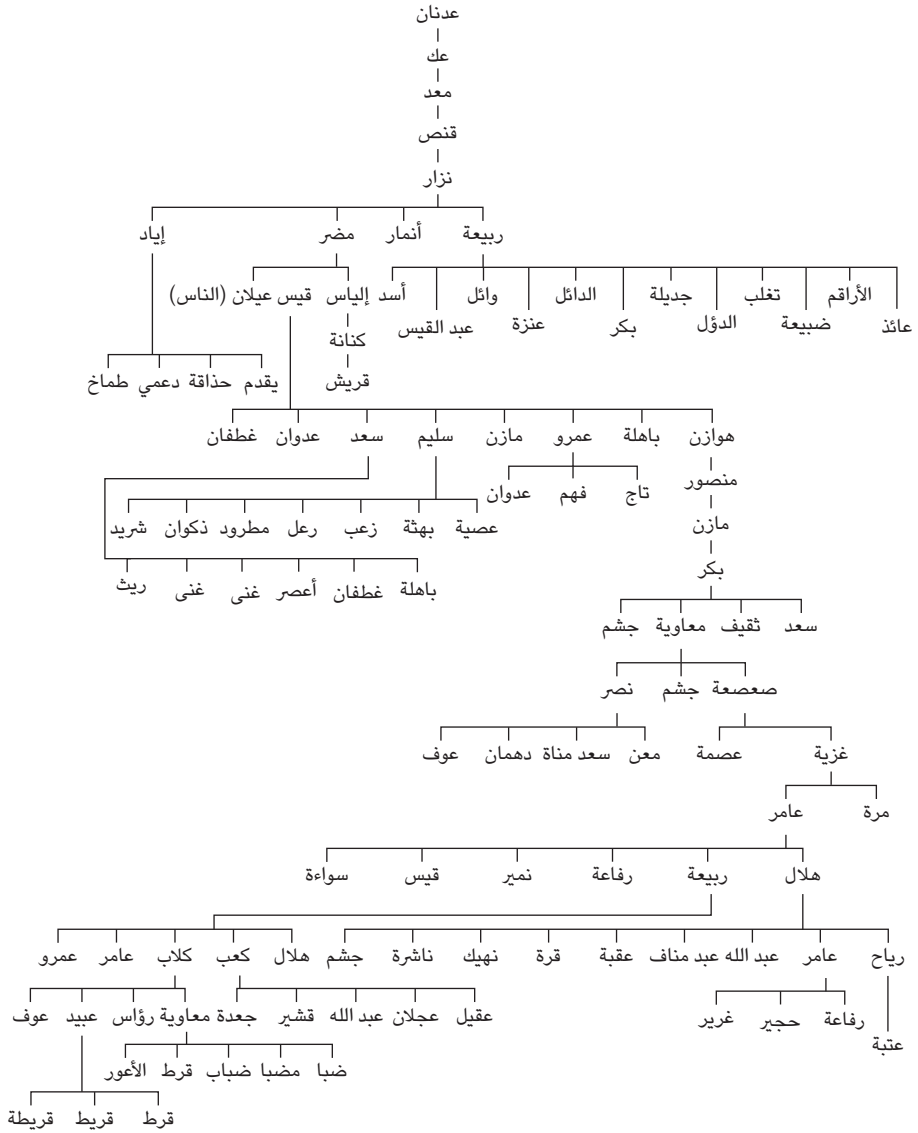 عدنان
عك
معد
قنص
نزار
ربيعة أنمار مضر إياد
عائذ الأراقم ضبيعة تغلب الدؤل جديلة بكر الدائل عنزة وائل عبد القيس أسد إلياس قيس عيلان (الناس)
كنانة
يقدم حذاقة دعمي طماخ
قريش
هوازن باهلة عمرو مازن سليم سعد عدوان غطفان
منصور
تاج فهم عدوان
مازن
عصية بهثة زعب رعل مطرود ذكوان شريد
بكر
باهلة غطفان أعصر غنى غنى ريث
سعد ثقيف معاوية جشم
صعصعة جشم نصر
غزية عصمة معن سعد مناة دهمان عوف
مرة عامر
هلال ربيعة رفاعة نمير قيس سواءة
رياح عامر عبد الله عبد مناف عقبة قرة نهيك ناشرة جشم هلال كعب كلاب عامر عمرو
رفاعة حجير غرير عقيل عجلان عبد الله قشير جعدة معاوية رؤاس عبيد عوف
عتبة
ضبا مضبا ضباب قرط الأعور
قرط قريط قريطة